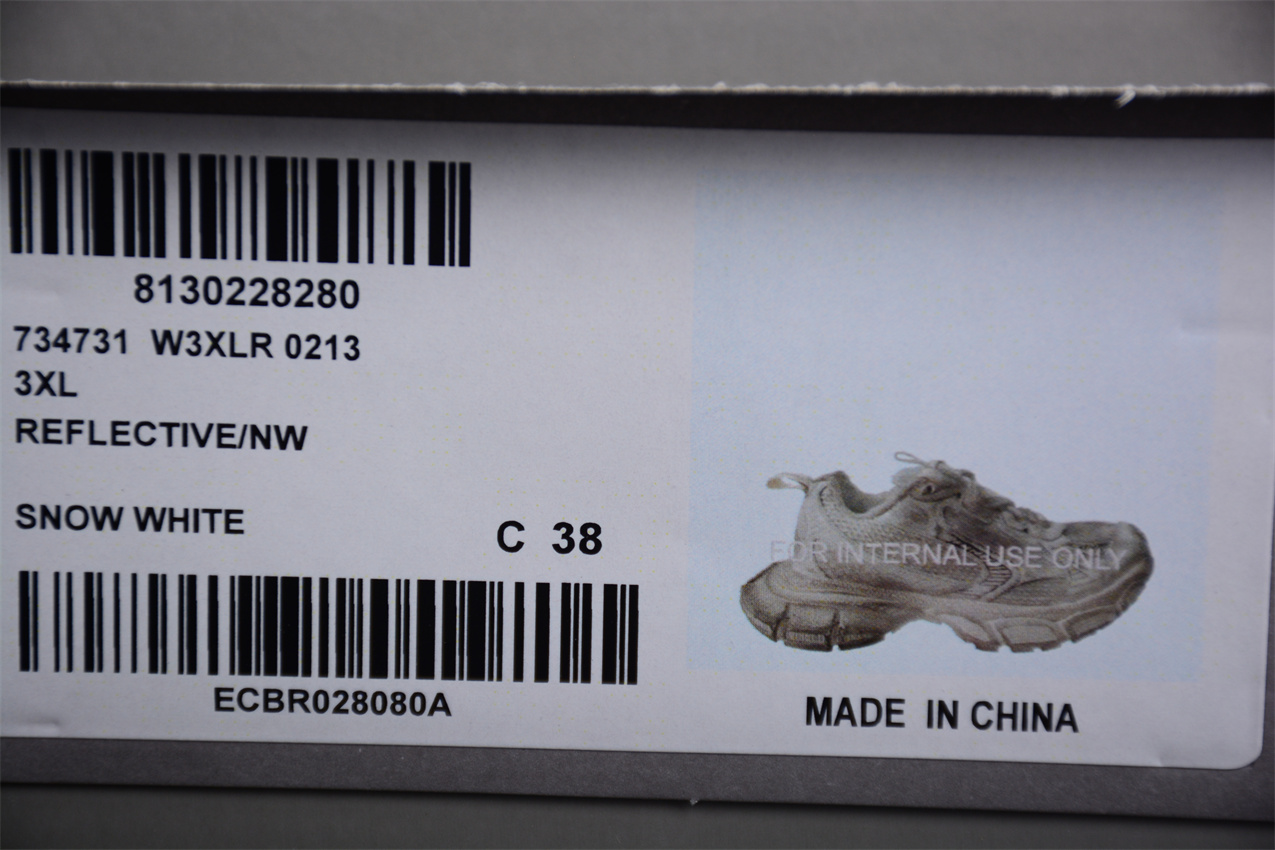 8130228280
734731 W3XLR 0213
3XL
REFLECTIVE/NW
SNOW WHITE
C 38
ECBR028080A
FOR INTERNAL USE ONLY
MADE IN CHINA